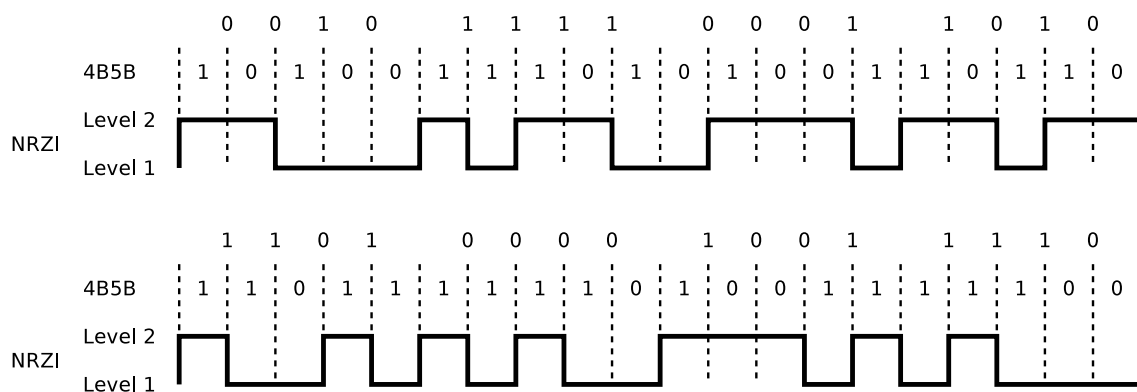 0 0 1 0 1 1 1 1 0 0 0 1 1 0 1 0
4B5B 1 0 1 0 0 1 1 1 0 1 0 1 0 0 1 1 0 1 1 0
Level 2
NRZI
Level 1
1 1 0 1 0 0 0 0 1 0 0 1 1 1 1 0
4B5B 1 1 0 1 1 1 1 1 1 0 1 0 0 1 1 1 1 1 0 0
Level 2
NRZI
Level 1